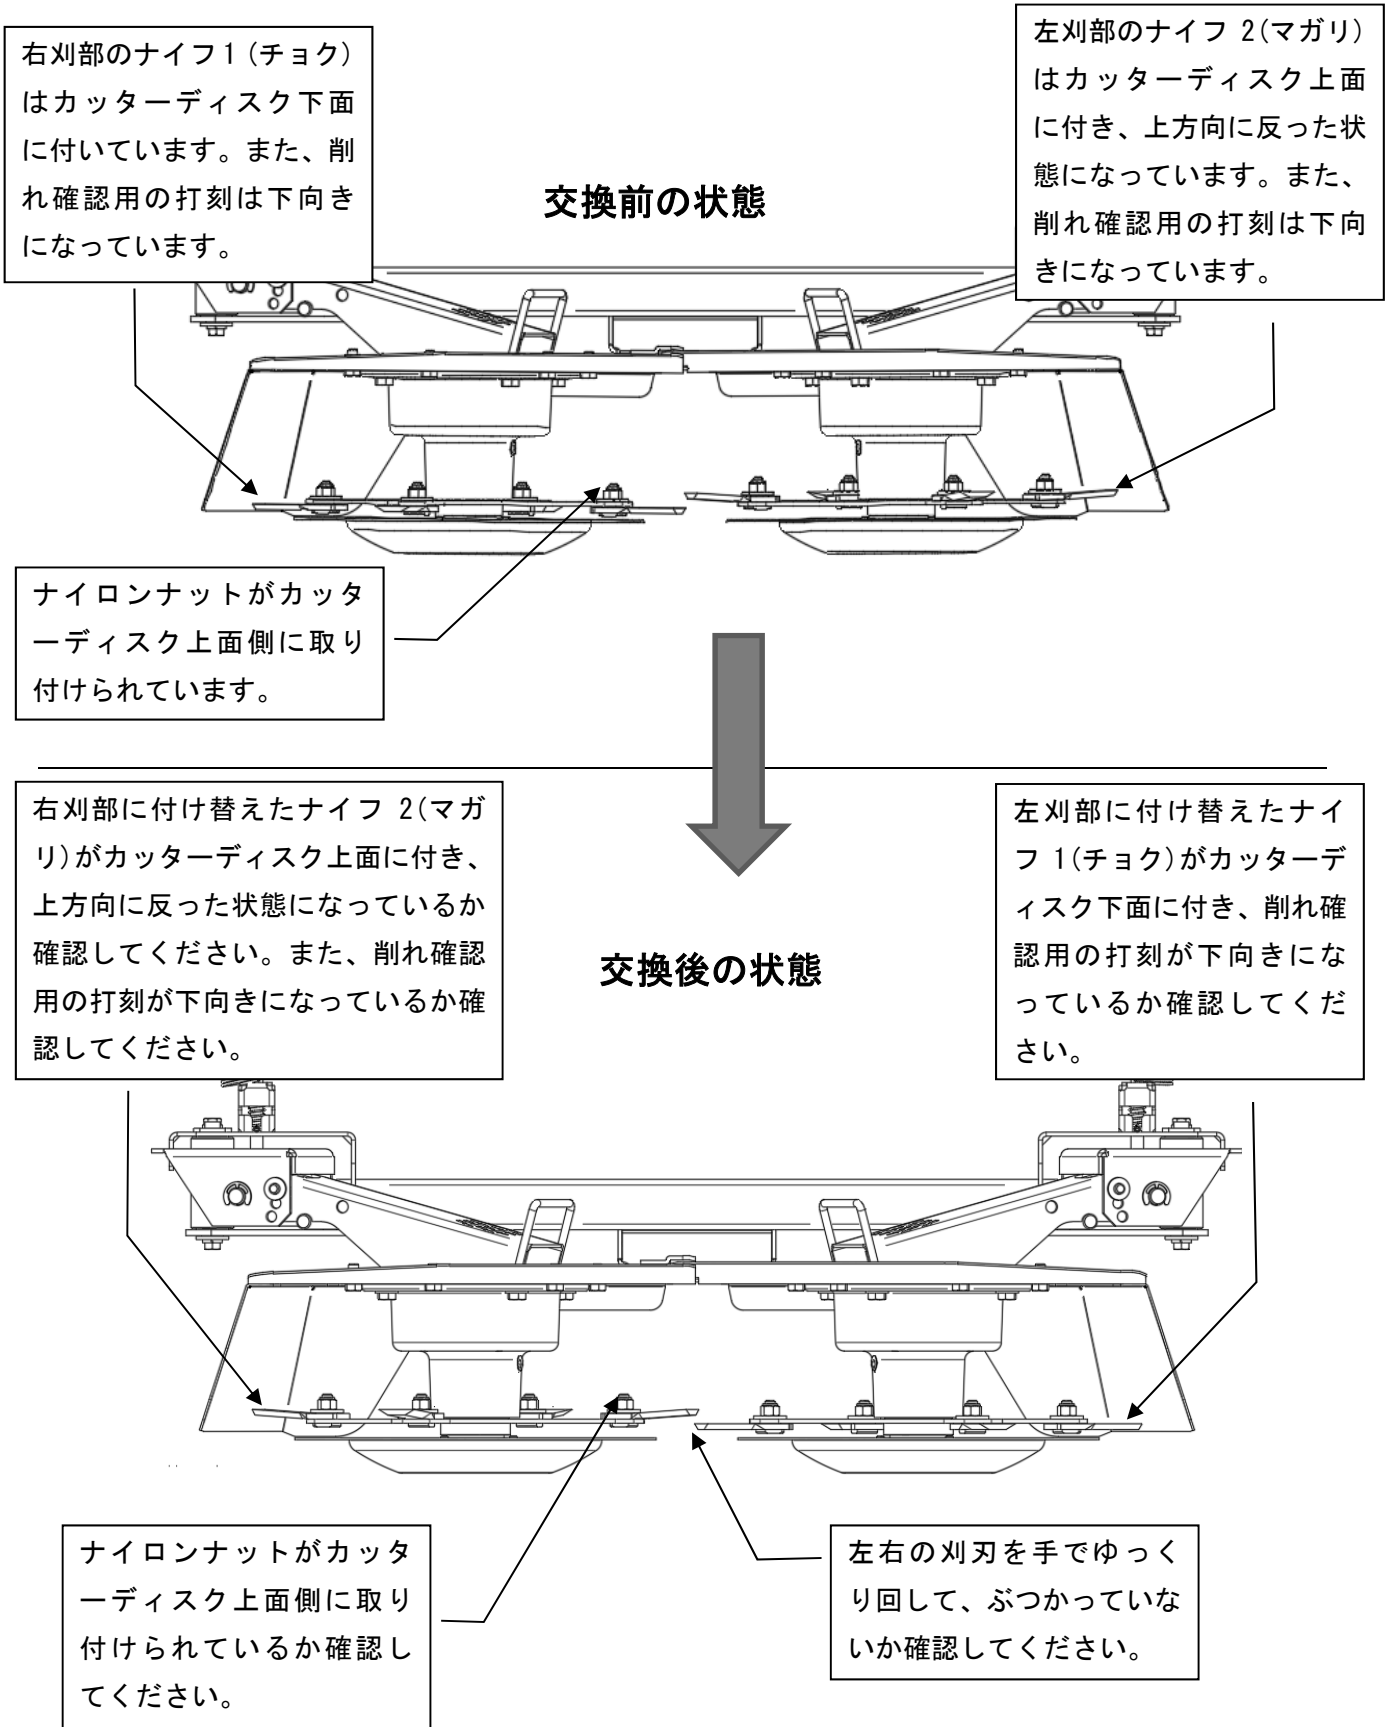 右刈部のナイフ1(チョク)
はカッターディスク下面
に付いています。また、削
れ確認用の打刻は下向き
になっています。
左刈部のナイフ 2(マガリ)
はカッターディスク上面
に付き、上方向に反った状
態になっています。また、
削れ確認用の打刻は下向
きになっています。
交換前の状態
ナイロンナットがカッタ
ーディスク上面側に取り
付けられています。
右刈部に付け替えたナイフ 2(マガ
リ)がカッターディスク上面に付き、
上方向に反った状態になっているか
確認してください。また、削れ確認
用の打刻が下向きになっているか確
認してください。
左刈部に付け替えたナイ
フ 1(チョク)がカッターデ
ィスク下面に付き、削れ確
認用の打刻が下向きにな
っているか確認してくだ
さい。
交換後の状態
ナイロンナットがカッタ
ーディスク上面側に取り
付けられているか確認し
てください。
左右の刈刃を手でゆっく
り回して、ぶつかっていな
いか確認してください。